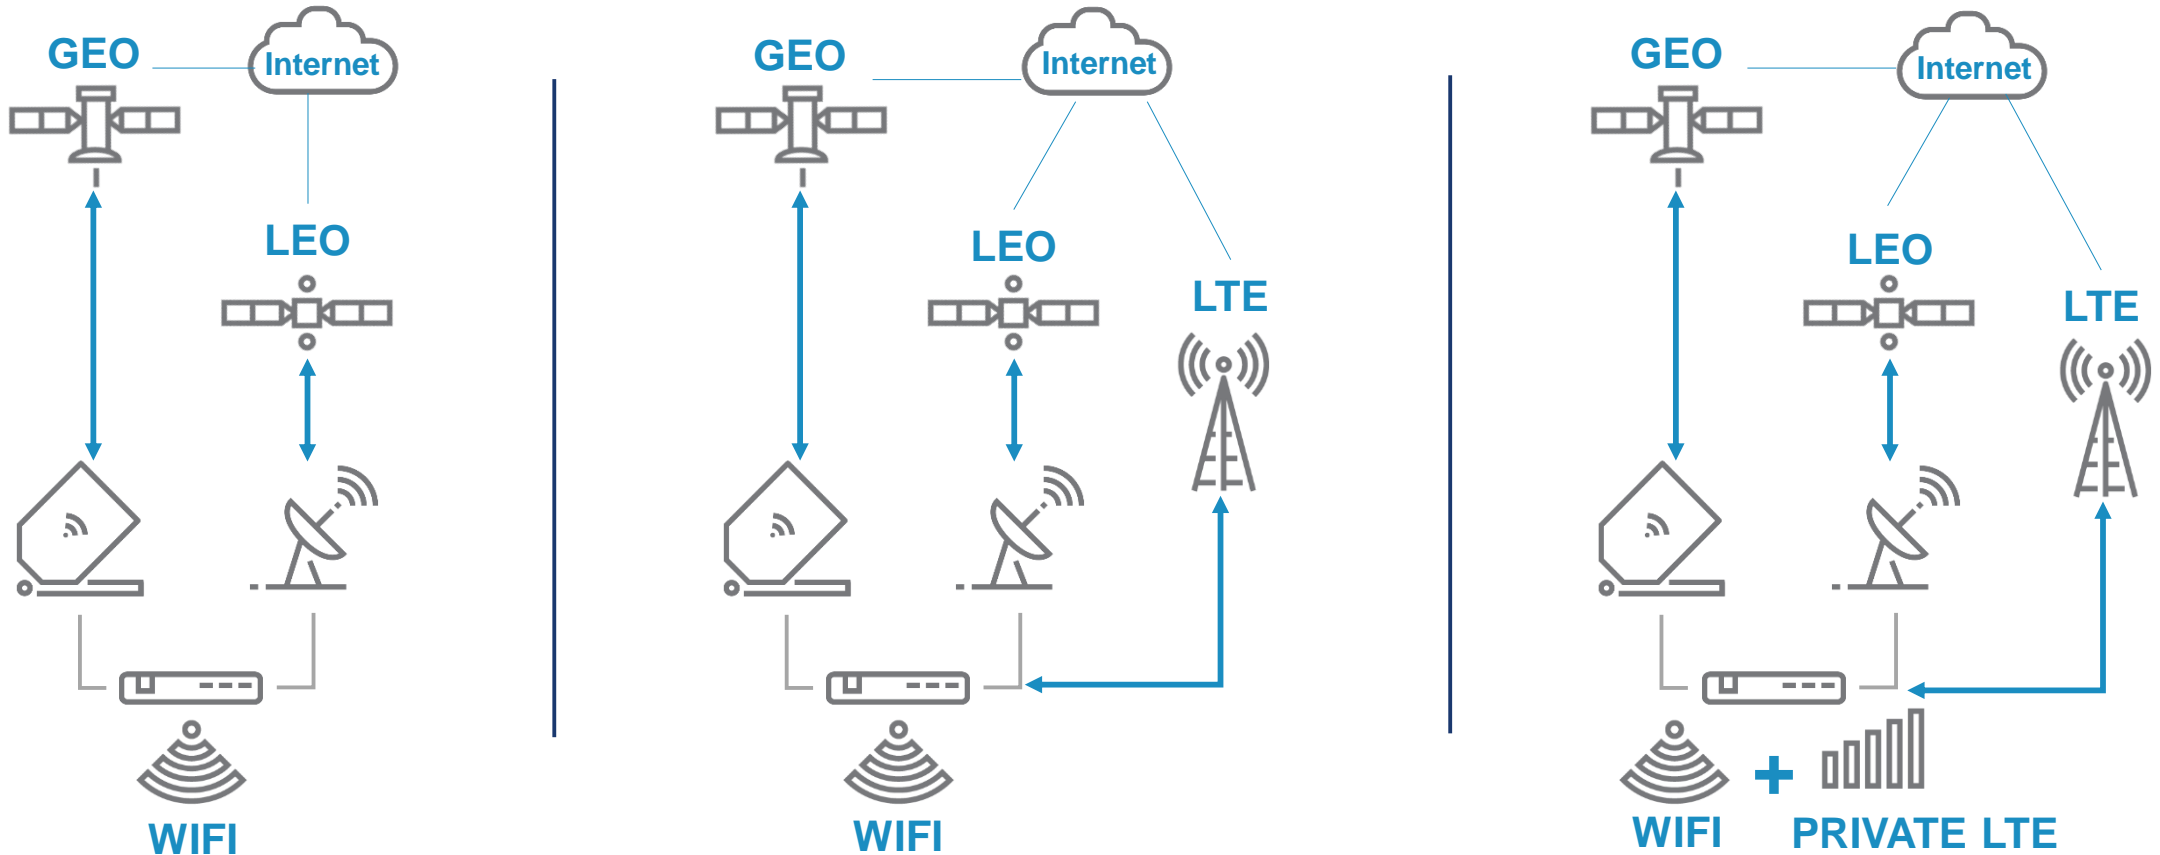 GEO
Internet
LEO
WIFI
GEO
Internet
LEO
LTE
WIFI
GEO
Internet
LEO
LTE
WIFI
PRIVATE LTE